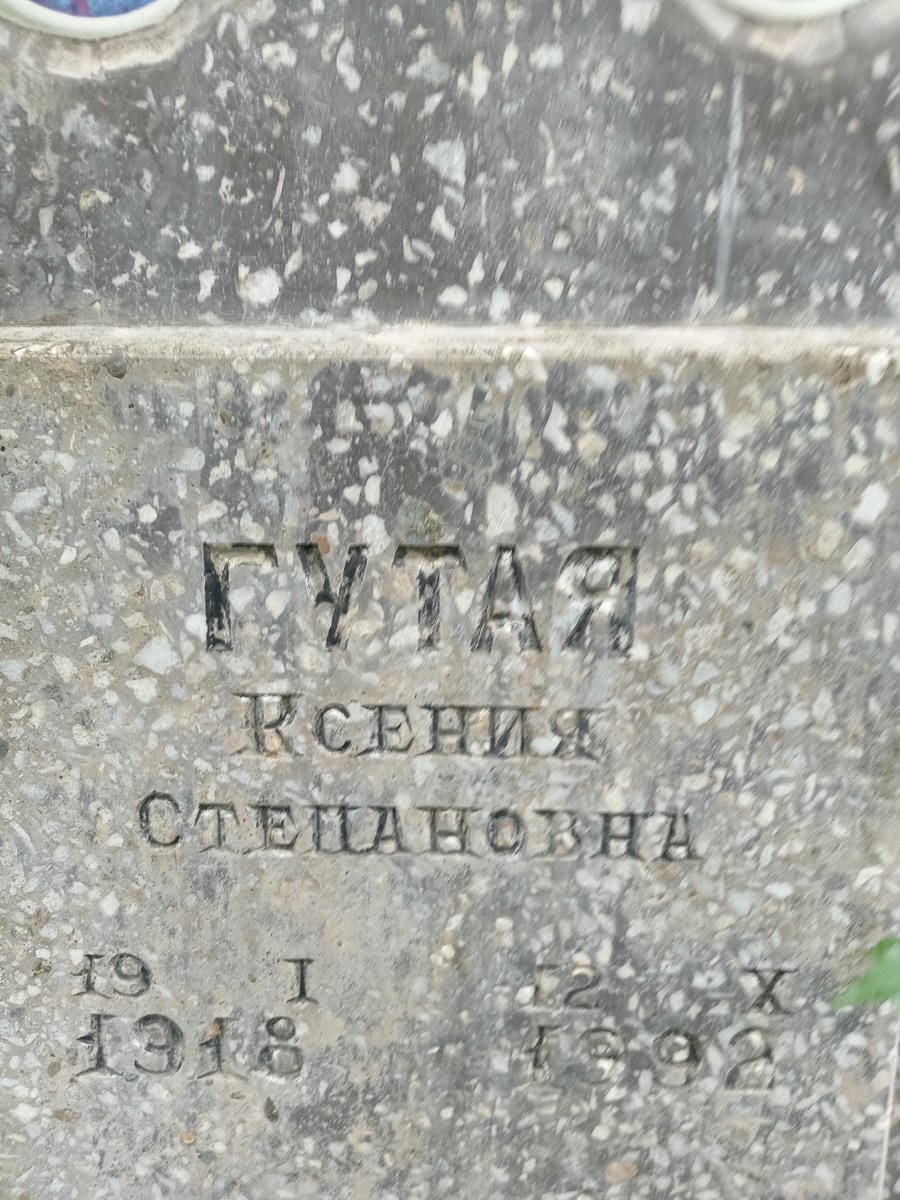 ГУТАЯ
Ксения
Степановна
19 I 12 X
1918 1992